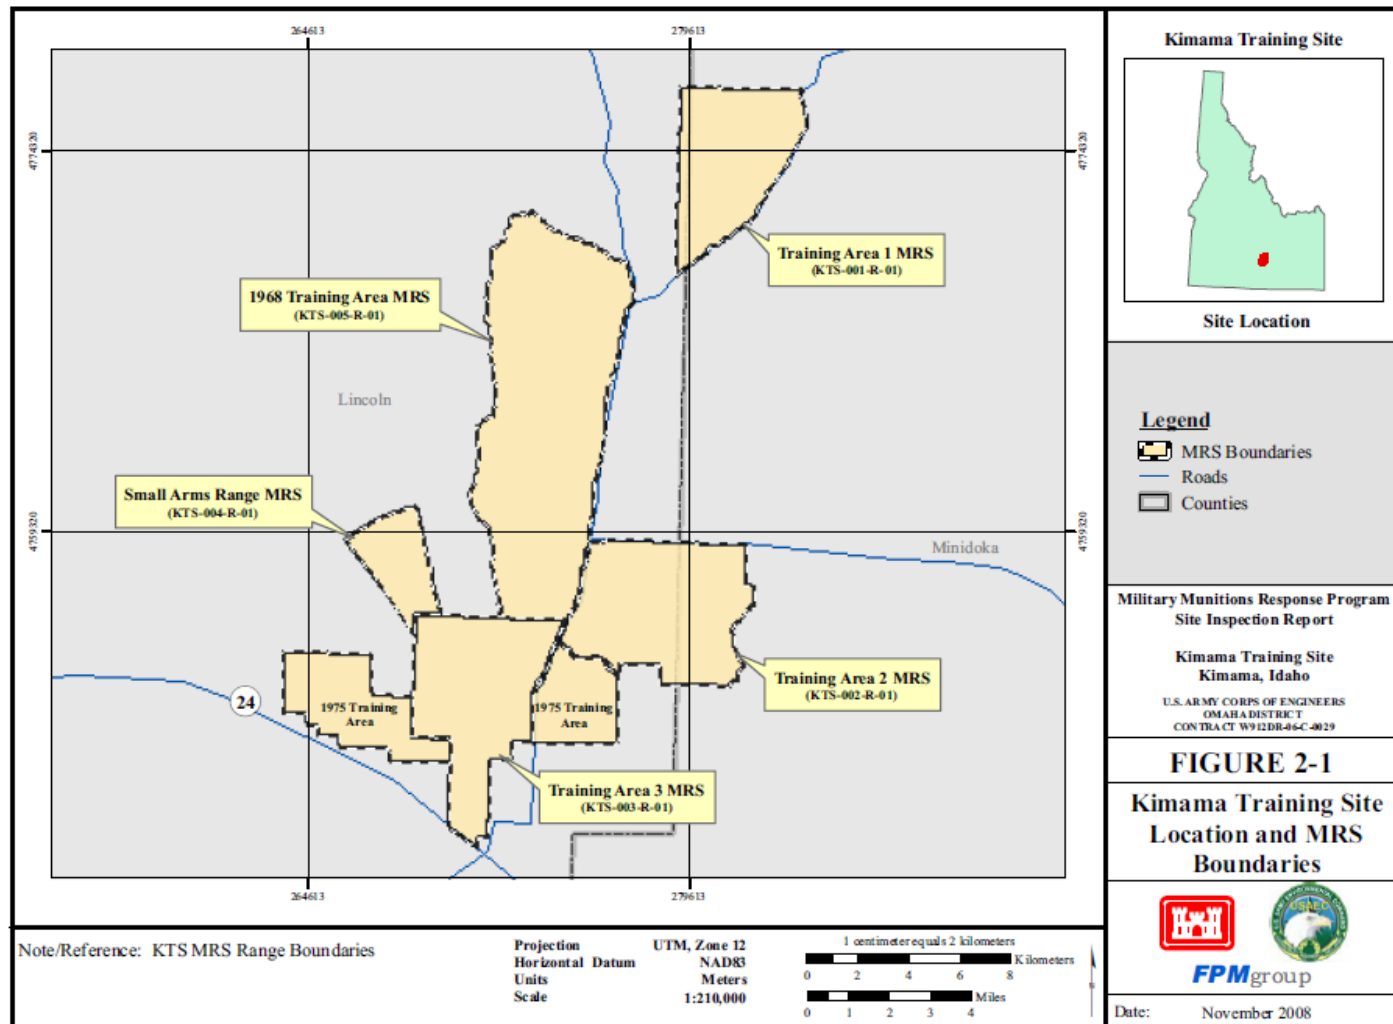 264613
279613
4774320
4774320
Training Area 1 MRS
(KTS-001-R-01)
1968 Training Area MRS
(KTS-005-R-01)
Lincoln
Small Arms Range MRS
(KTS-004-R-01)
4759320
4759320
Minidoka
Training Area 2 MRS
(KTS-002-R-01)
24
1975 Training
Area
1975 Training
Area
Training Area 3 MRS
(KTS-003-R-01)
264613
279613
Kimama Training Site
Site Location
Legend
MRS Boundaries
Roads
Counties
Military Munitions Response Program
Site Inspection Report
Kimama Training Site
Kimama, Idaho
U.S. ARMY CORPS OF ENGINEERS
OMAHA DISTRICT
CONTRACT W912DR-06-C-0029
FIGURE 2-1
Kimama Training Site
Location and MRS
Boundaries
USAEC
FPMgroup
Date: November 2008
Note/Reference: KTS MRS Range Boundaries
Projection UTM, Zone 12
Horizontal Datum NAD83
Units Meters
Scale 1:210,000
1 centimeter equals 2 kilometers
Kilometers
0 2 4 6 8
Miles
0 1 2 3 4
N